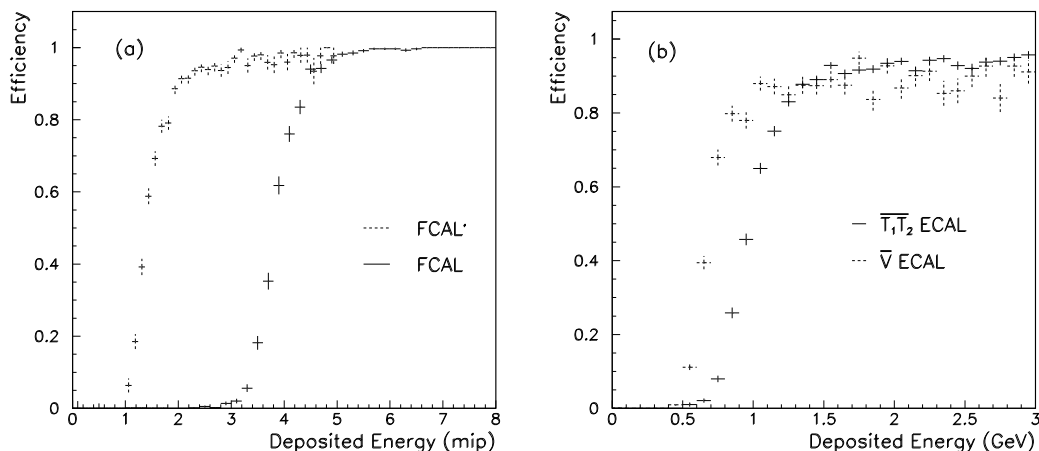 Efficiency
(a)
1
0.8
0.6
0.4
0.2
0
FCAL'
FCAL
0 1 2 3 4 5 6 7 8
Deposited Energy (mip)
Efficiency
(b)
1
0.8
0.6
0.4
0.2
0
T₁T₂ ECAL
V ECAL
0 0.5 1 1.5 2 2.5 3
Deposited Energy (GeV)